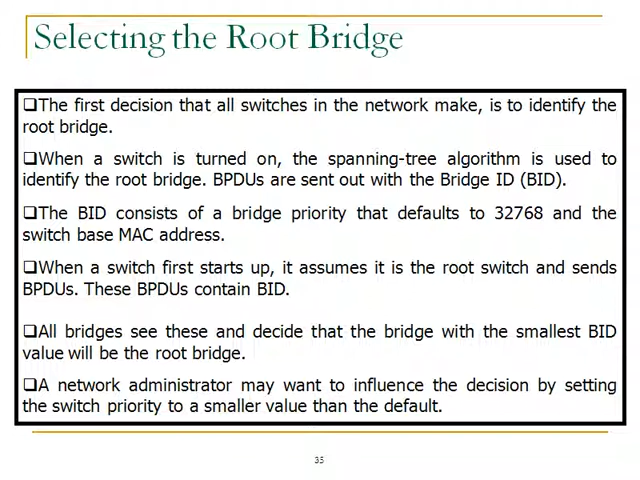 Selecting the Root Bridge
❑The first decision that all switches in the network make, is to identify the
root bridge.
❑When a switch is turned on, the spanning-tree algorithm is used to
identify the root bridge. BPDUs are sent out with the Bridge ID (BID).
❑The BID consists of a bridge priority that defaults to 32768 and the
switch base MAC address.
❑When a switch first starts up, it assumes it is the root switch and sends
BPDUs. These BPDUs contain BID.
❑All bridges see these and decide that the bridge with the smallest BID
value will be the root bridge.
❑A network administrator may want to influence the decision by setting
the switch priority to a smaller value than the default.
35